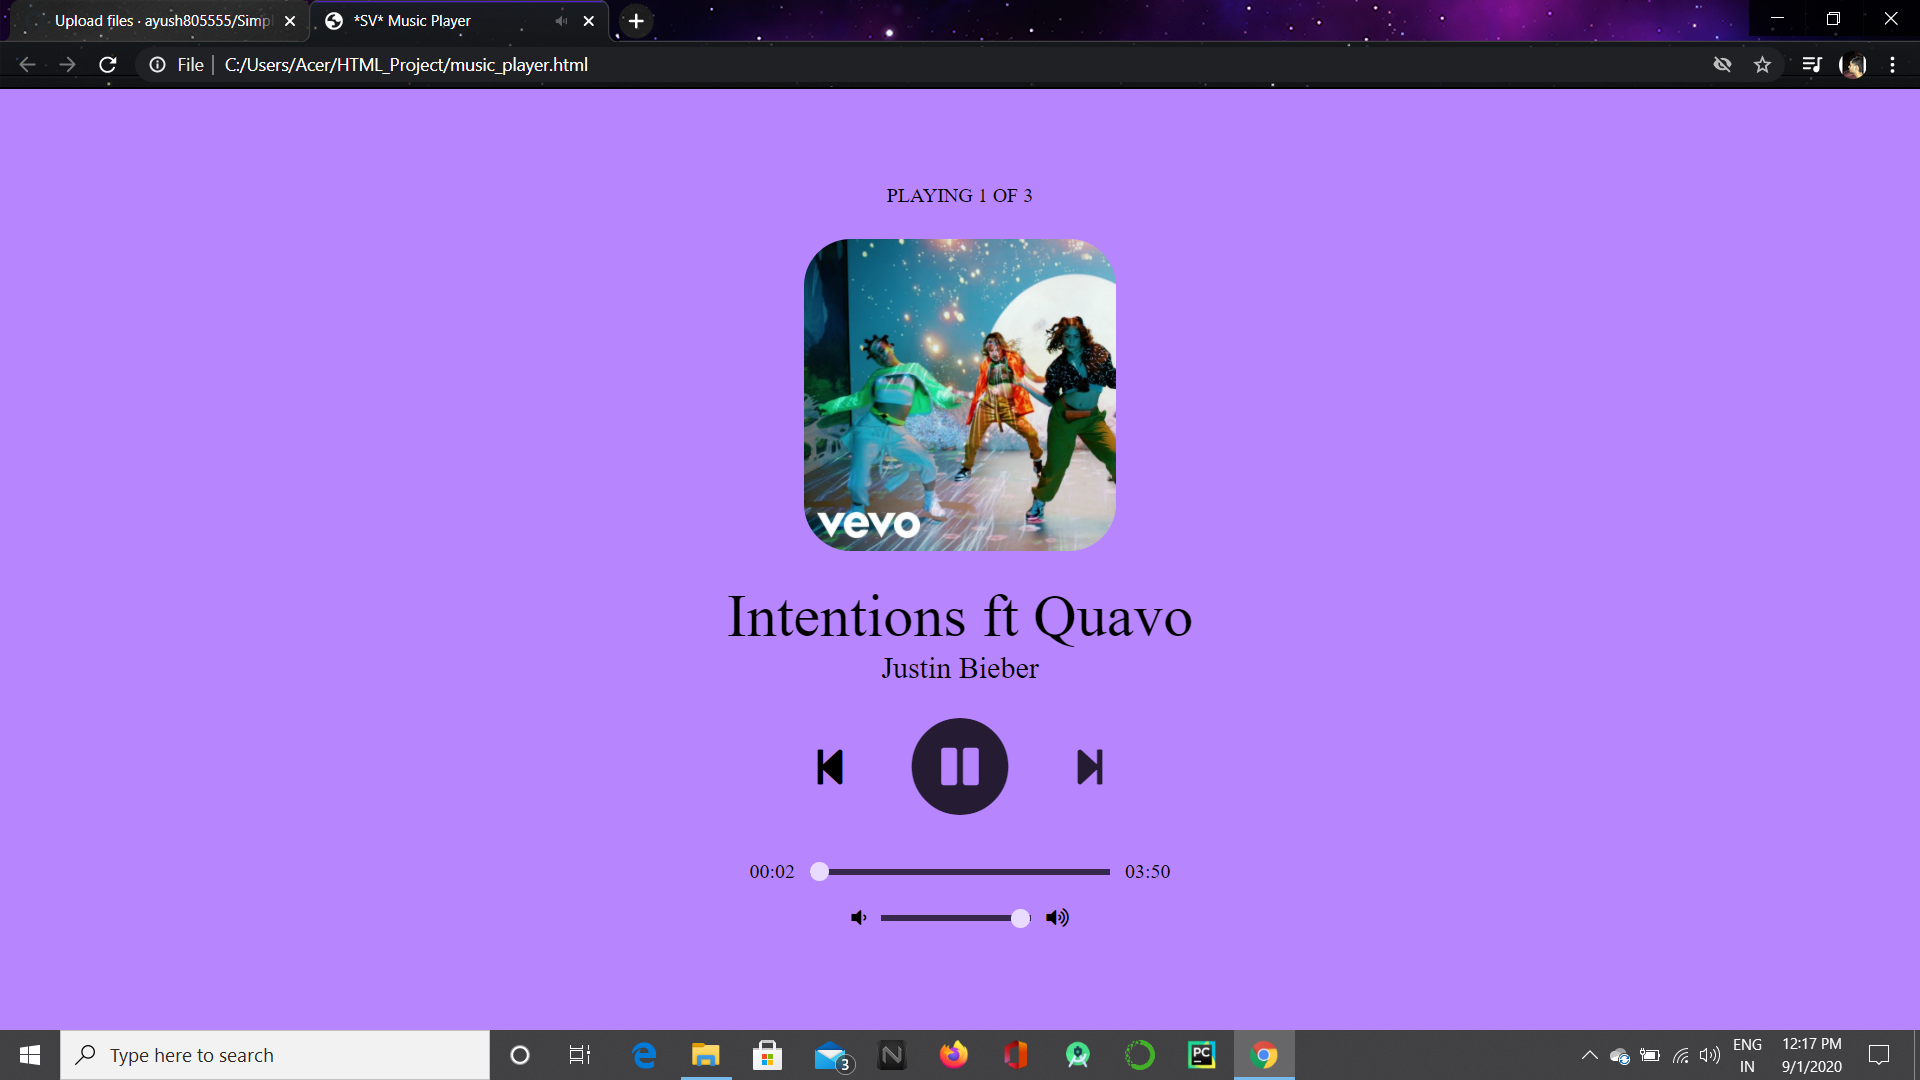 Upload files · ayush805555/Simpl
*SV* Music Player
File
C:/Users/Acer/HTML_Project/music_player.html
PLAYING 1 OF 3
vevo
Intentions ft Quavo
Justin Bieber
00:02
03:50
Type here to search
3
N
PC
ENG
IN
12:17 PM
9/1/2020